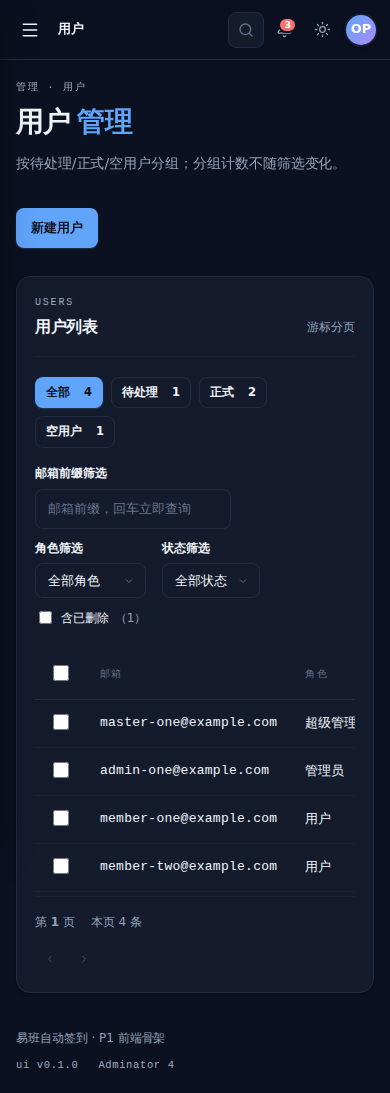 用户
3
OP
管理 · 用户
用户 管理
按待处理/正式/空用户分组；分组计数不随筛选变化。
新建用户
USERS
用户列表
游标分页
全部 4
待处理 1
正式 2
空用户 1
邮箱前缀筛选
邮箱前缀，回车立即查询
角色筛选
状态筛选
全部角色
全部状态
含已删除 （1）
邮箱 角色
master-one@example.com 超级管理
admin-one@example.com 管理员
member-one@example.com 用户
member-two@example.com 用户
第 1 页 本页 4 条
易班自动签到 · P1 前端骨架
ui v0.1.0 Adminator 4